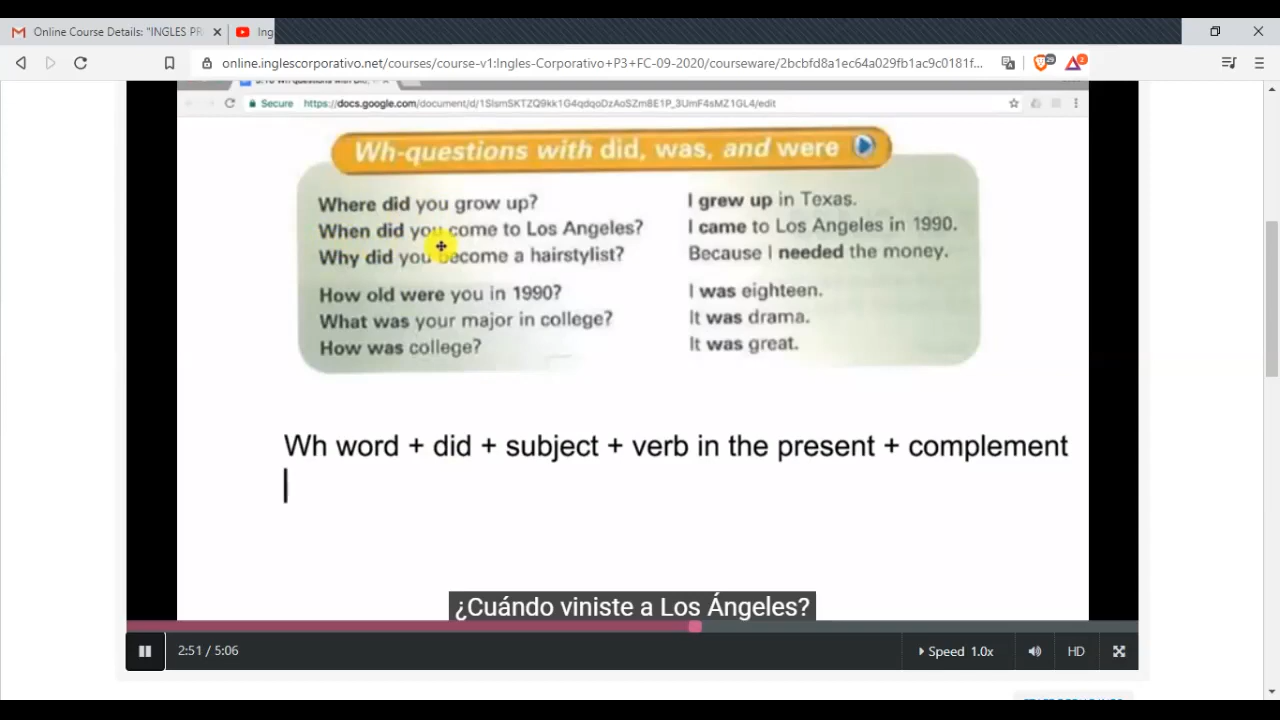 Online Course Details: "INGLES PR
Ing
online.inglescorporativo.net/courses/course-v1:Ingles-Corporativo+P3+FC-09-2020/courseware/2bcbfd8a1ec64a029fb1ac9c0181f...
Secure https://docs.google.com/document/d/1SlsmSKTZQ9kk1G4qdqoDzAoSZm8E1P_3UmF4sMZ1GL4/edit
Wh-questions with did, was, and were
Where did you grow up? I grew up in Texas.
When did you come to Los Angeles? I came to Los Angeles in 1990.
Why did you become a hairstylist? Because I needed the money.
How old were you in 1990? I was eighteen.
What was your major in college? It was drama.
How was college? It was great.
Wh word + did + subject + verb in the present + complement
¿Cuándo viniste a Los Ángeles?
2:51 / 5:06 Speed 1.0x HD